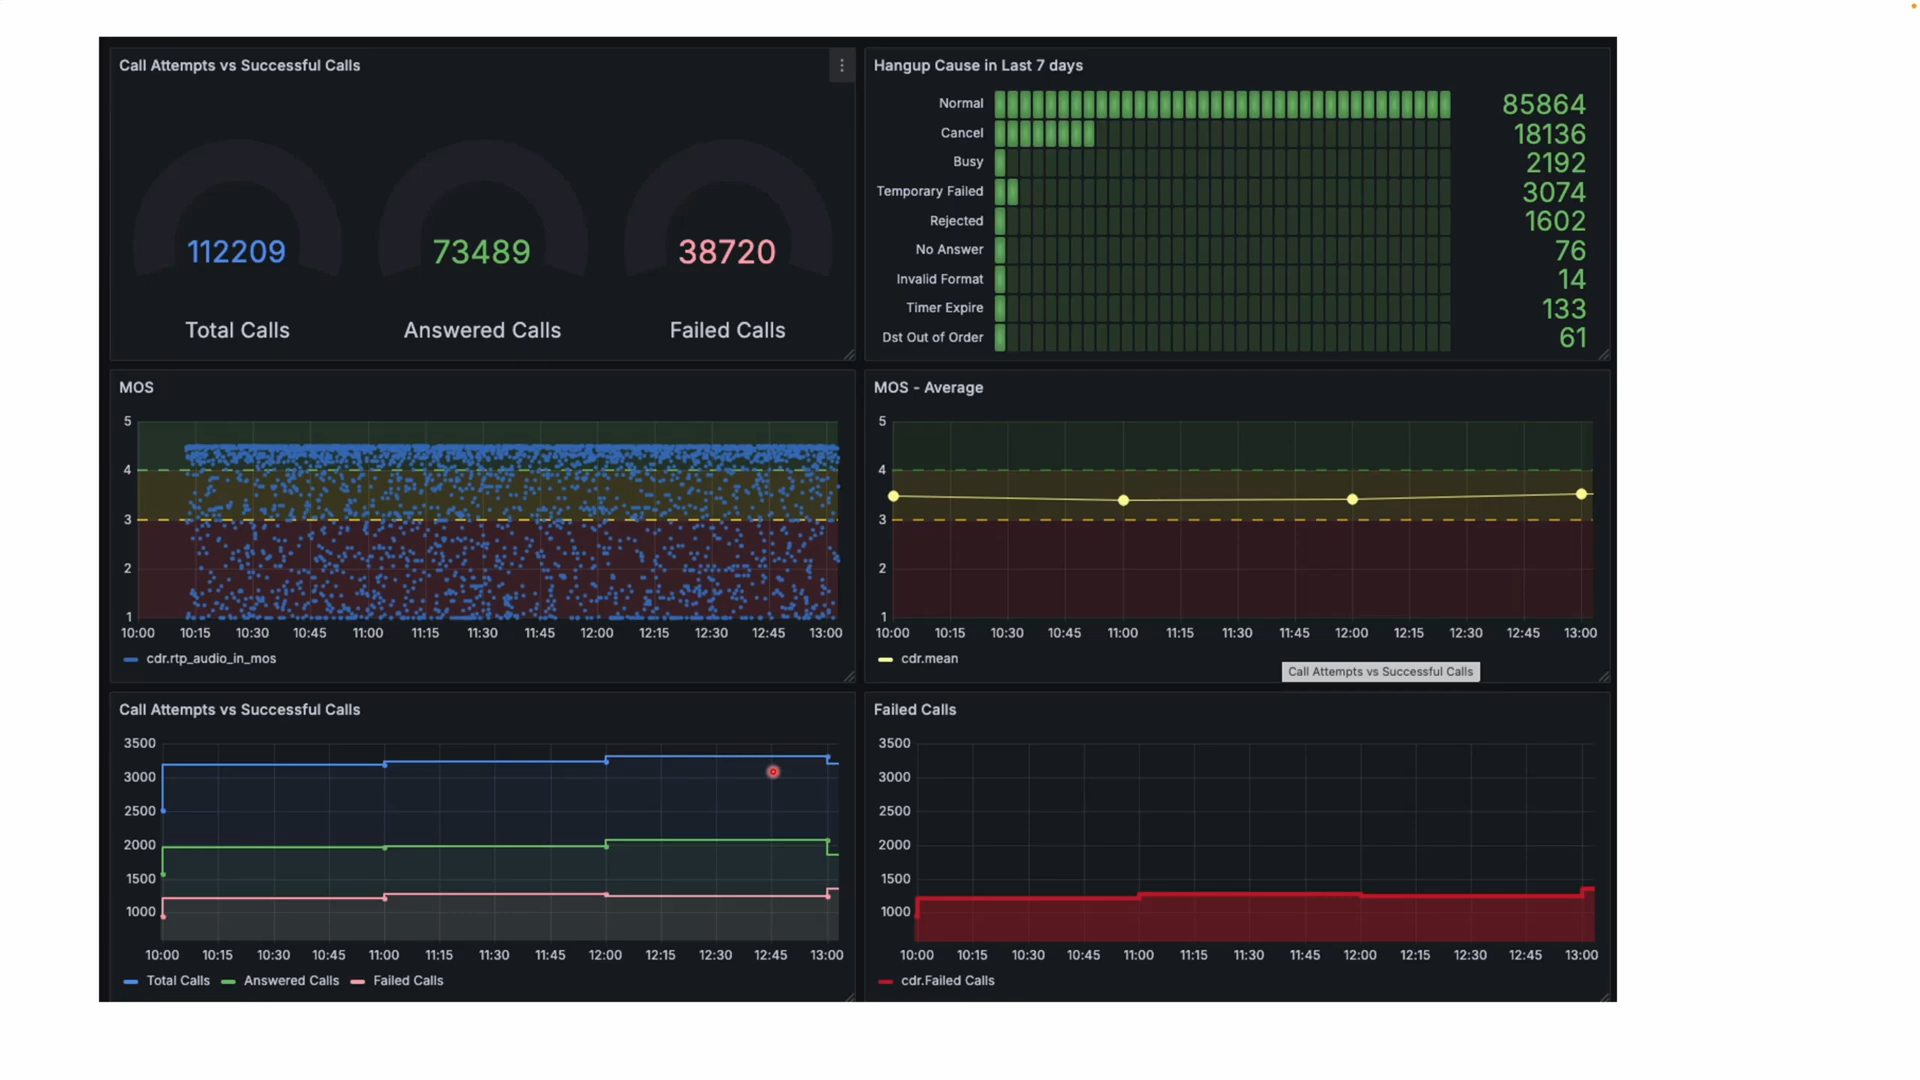 Call Attempts vs Successful Calls
112209
73489
38720
Total Calls
Answered Calls
Failed Calls
Hangup Cause in Last 7 days
Normal 85864
Cancel 18136
Busy 2192
Temporary Failed 3074
Rejected 1602
No Answer 76
Invalid Format 14
Timer Expire 133
Dst Out of Order 61
MOS
5
4
3
2
1
10:00 10:15 10:30 10:45 11:00 11:15 11:30 11:45 12:00 12:15 12:30 12:45 13:00
cdr.rtp_audio_in_mos
MOS - Average
5
4
3
2
1
10:00 10:15 10:30 10:45 11:00 11:15 11:30 11:45 12:00 12:15 12:30 12:45 13:00
cdr.mean
Call Attempts vs Successful Calls
Call Attempts vs Successful Calls
3500
3000
2500
2000
1500
1000
10:00 10:15 10:30 10:45 11:00 11:15 11:30 11:45 12:00 12:15 12:30 12:45 13:00
Total Calls Answered Calls Failed Calls
Failed Calls
3500
3000
2500
2000
1500
1000
10:00 10:15 10:30 10:45 11:00 11:15 11:30 11:45 12:00 12:15 12:30 12:45 13:00
cdr.Failed Calls